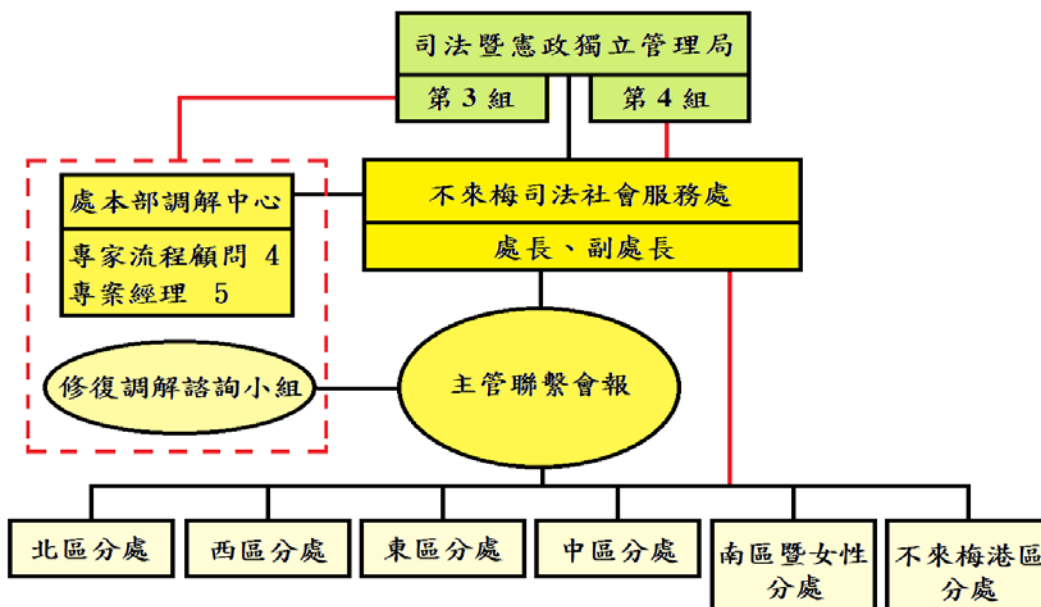 司法暨憲政獨立管理局
第3組
第4組
處本部調解中心
專家流程顧問 4
專案經理 5
不來梅司法社會服務處
處長、副處長
修復調解諮詢小組
主管聯繫會報
北區分處
西區分處
東區分處
中區分處
南區暨女性
分處
不來梅港區
分處